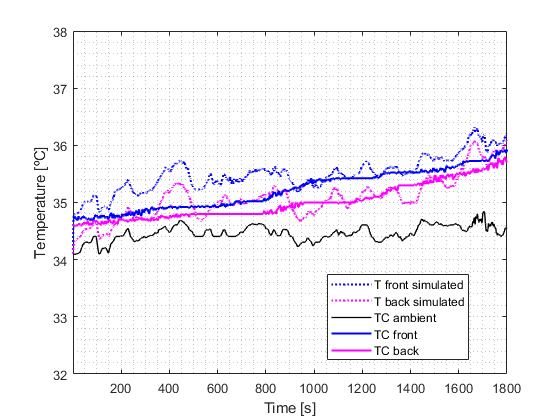 38
37
36
35
34
33
32
Temperature [ºC]
T front simulated
T back simulated
TC ambient
TC front
TC back
200 400 600 800 1000 1200 1400 1600 1800
Time [s]